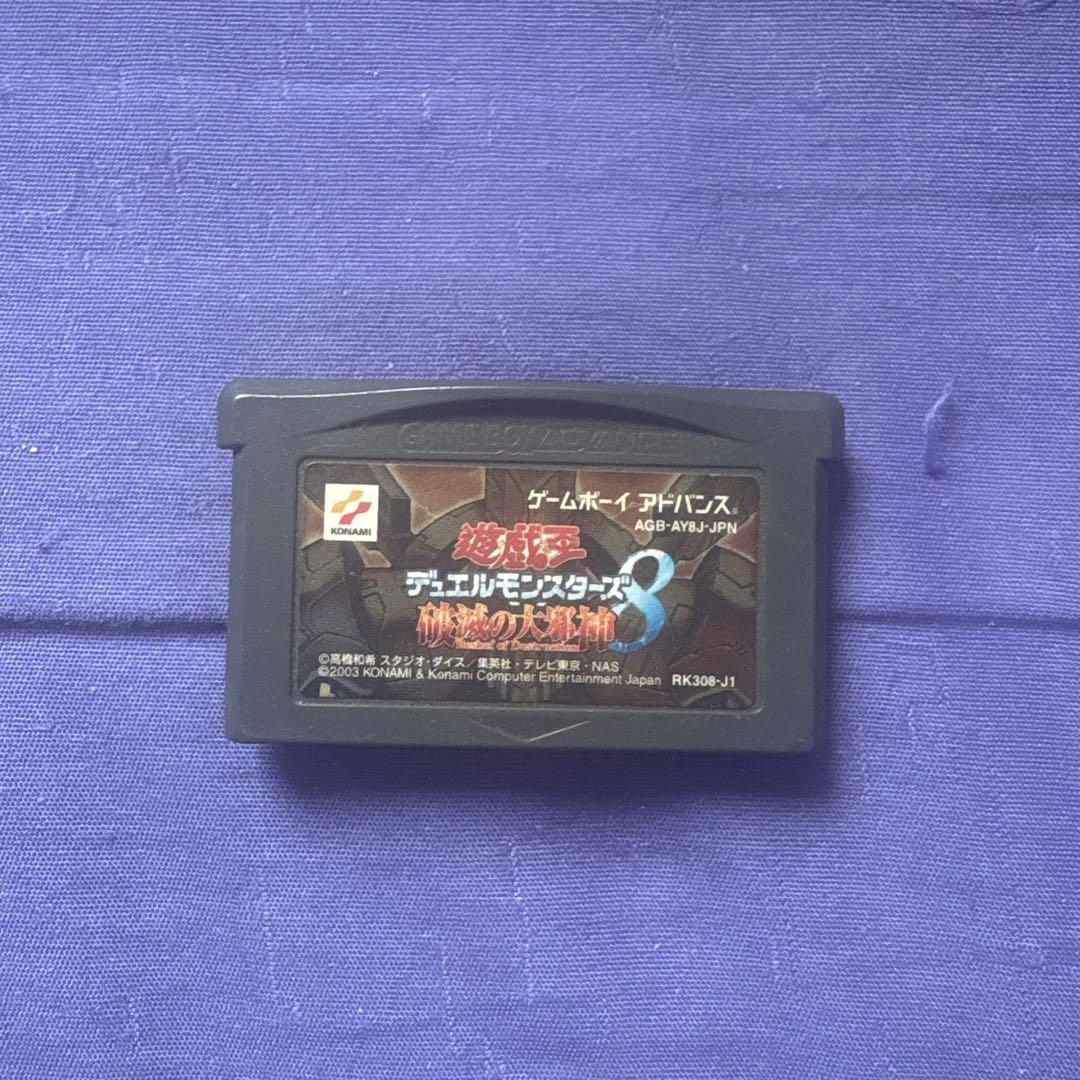 GAME BOY ADVANCE
KONAMI
ゲームボーイ アドバンス®
AGB-AY8J-JPN
遊戯王
デュエルモンスターズ8
破滅の大邪神
of Destruction
©高橋和希 スタジオ・ダイス／集英社・テレビ東京・NAS
©2003 KONAMI & Konami Computer Entertainment Japan RK308-J1